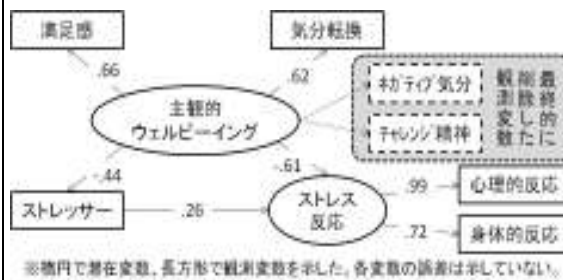 満足感
気分転換
.66
.62
主観的
ウェルビーイング
ネガティブ気分
チャレンジ精神
最終的に
削除した
観測変数
-.44
-.61
ストレッサー
.26
ストレス
反応
.99
心理的反応
.72
身体的反応
※楕円で潜在変数，長方形で観測変数を示した。各変数の誤差は示していない。